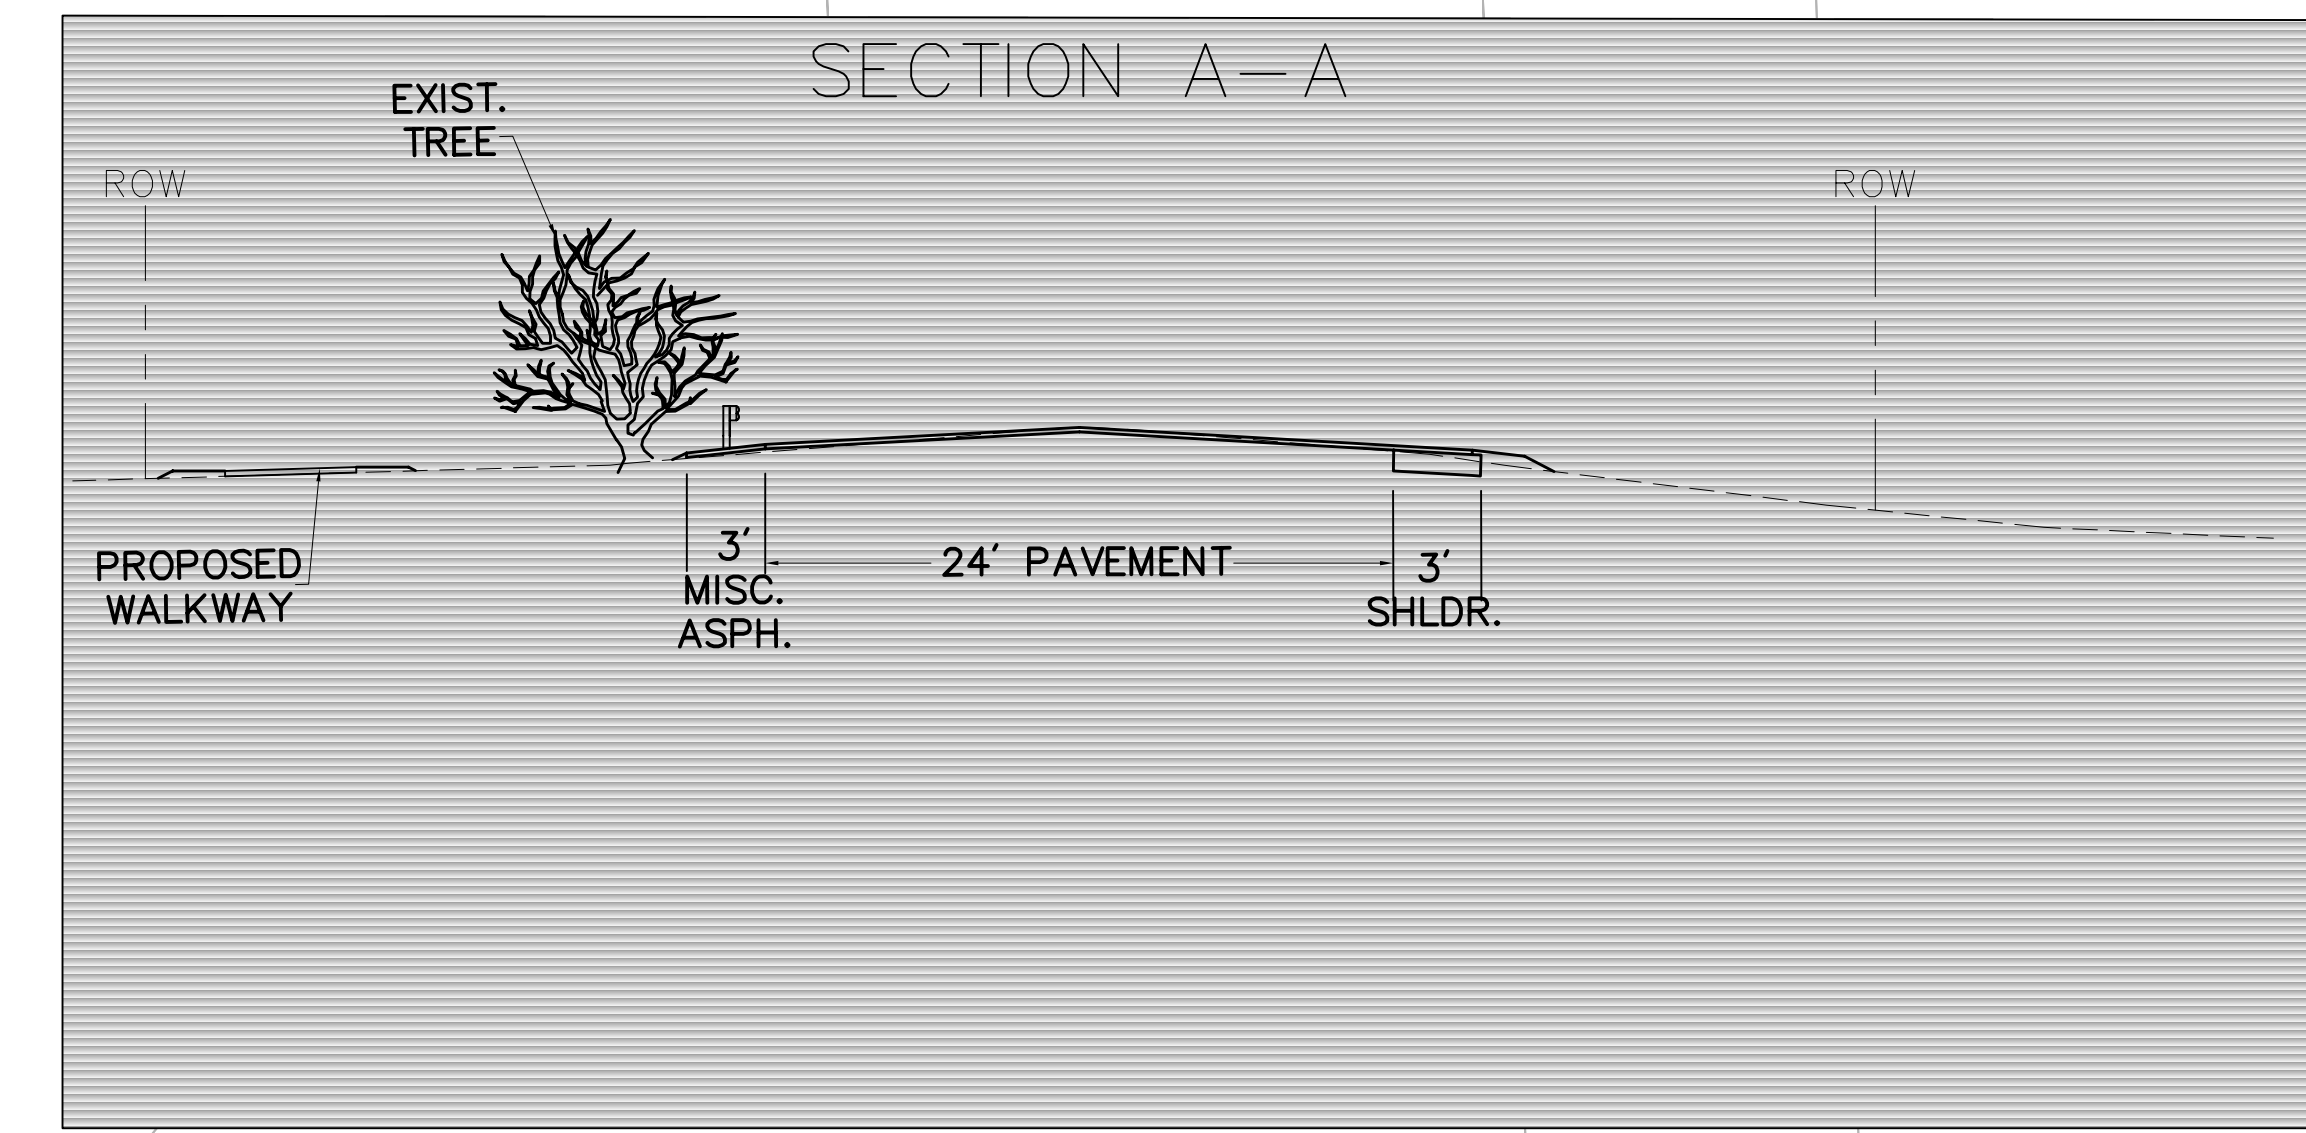 SECTION A-A
EXIST.
TREE
ROW
ROW
PROPOSED
WALKWAY
3'
MISC.
ASPH.
24' PAVEMENT
3'
SHLDR.